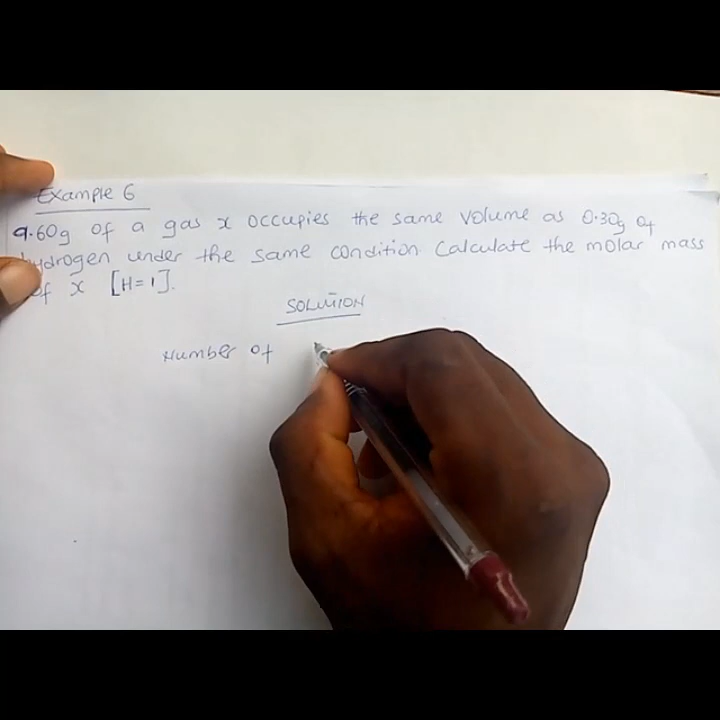 Example 6
9.60g of a gas x occupies the same volume as 0.30g of
hydrogen under the same condition Calculate the molar mass
of x [H=1].
SOLUTION
Number of